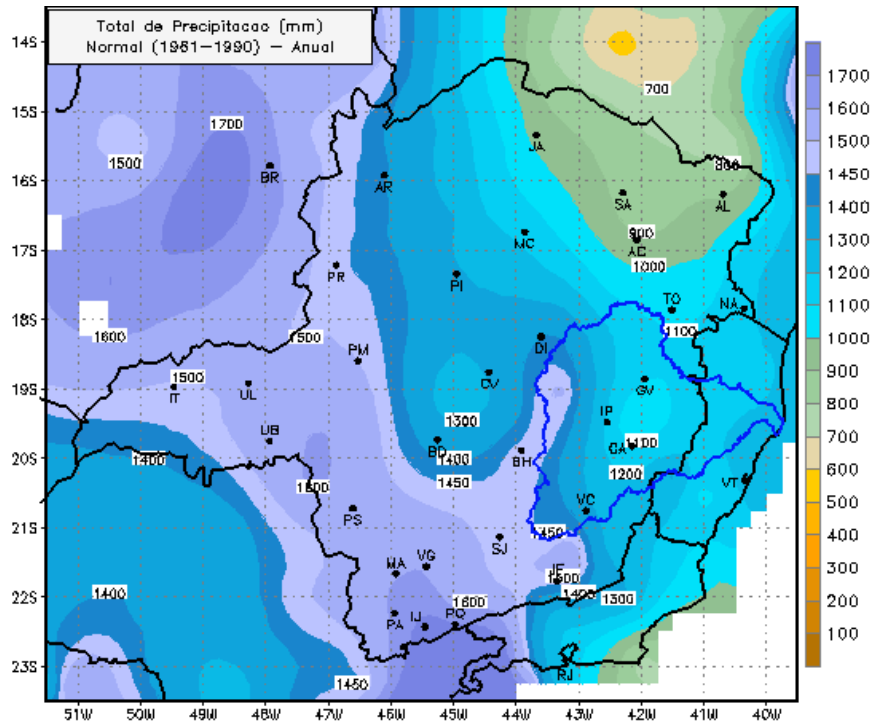 Total de Precipitacao (mm)
Normal (1961-1990) - Anual
14S
15S
16S
17S
18S
19S
20S
21S
22S
23S
51W
50W
49W
48W
47W
46W
45W
44W
43W
42W
41W
40W
1700
1600
1500
1450
1400
1300
1200
1100
1000
900
800
700
600
500
400
300
200
100
700
1700
1500
JA
BR
AR
SA
AL
900
MC
AC
1000
PR
PI
TO
NA
1600
1500
1100
DI
PM
1500
IT
UL
CV
GV
1300
IP
UB
BD
1100
CA
1400
1400
BH
1200
1450
VT
VC
PS
1450
SJ
VG
MA
JF
1400
1400
1300
1600
PA
IJ
PQ
1450
RJ